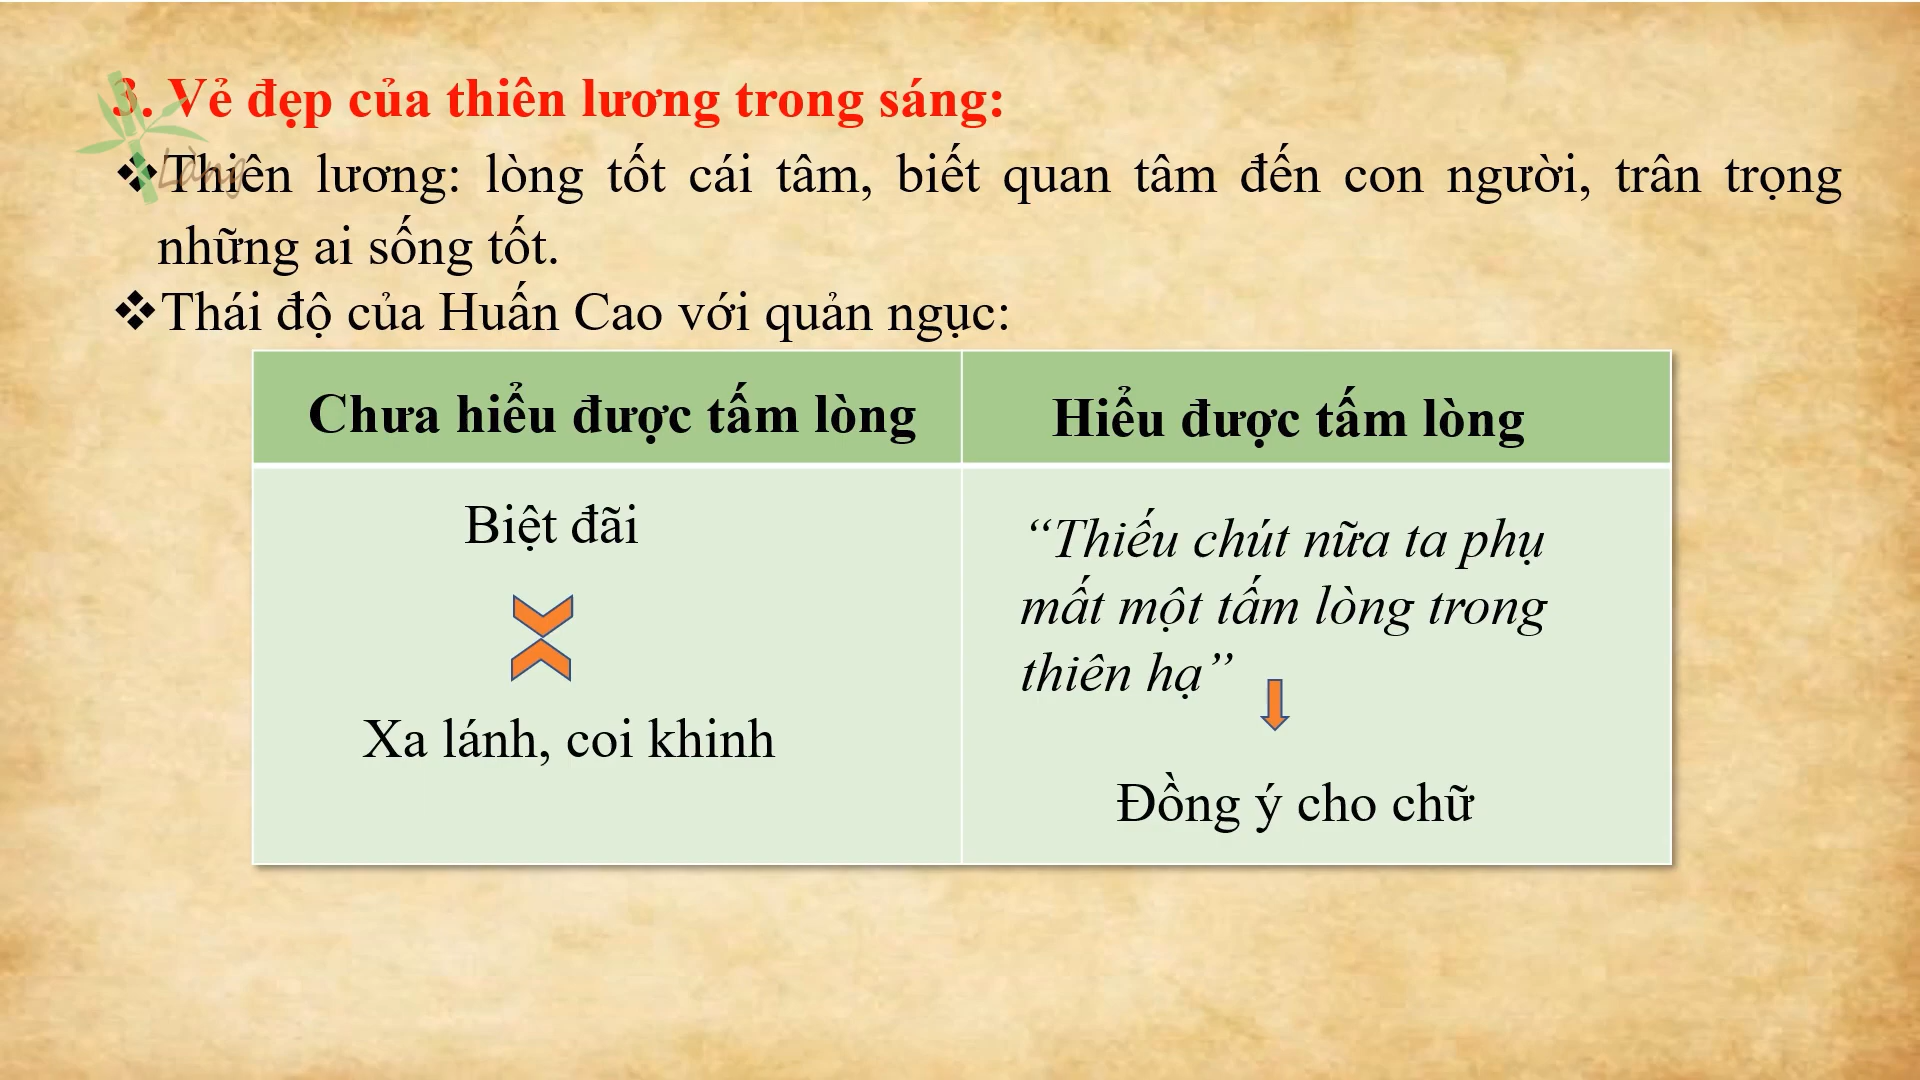 3. Vẻ đẹp của thiên lương trong sáng:
Làng
❖Thiên lương: lòng tốt cái tâm, biết quan tâm đến con người, trân trọng
những ai sống tốt.
❖Thái độ của Huấn Cao với quản ngục:
Chưa hiểu được tấm lòng
Hiểu được tấm lòng
Biệt đãi
Xa lánh, coi khinh
“Thiếu chút nữa ta phụ
mất một tấm lòng trong
thiên hạ”
Đồng ý cho chữ